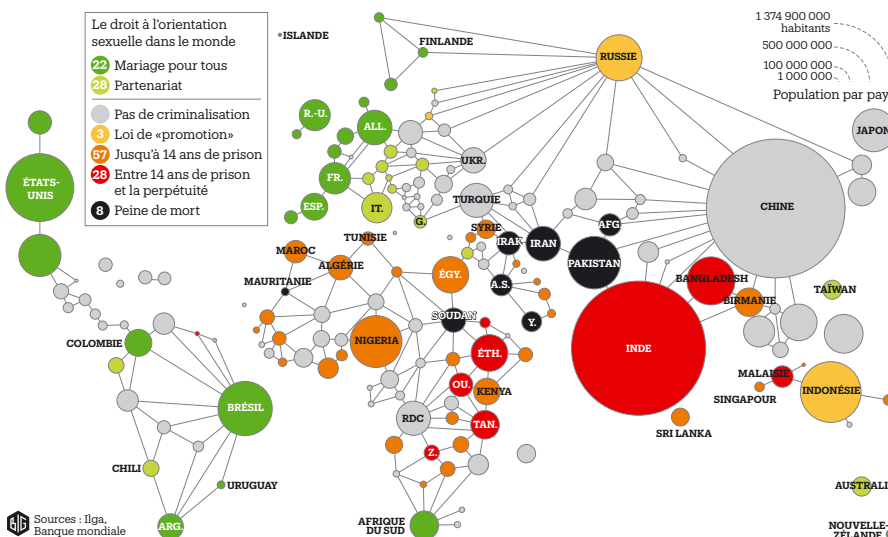 Le droit à l'orientation
sexuelle dans le monde
22 Mariage pour tous
28 Partenariat
Pas de criminalisation
3 Loi de «promotion»
57 Jusqu'à 14 ans de prison
28 Entre 14 ans de prison
et la perpétuité
8 Peine de mort
1 374 900 000
habitants
500 000 000
100 000 000
1 000 000
Population par pay
ISLANDE
FINLANDE
RUSSIE
R.-U.
ALL.
UKR.
JAPON
FR.
ESP.
IT.
G.
TURQUIE
ÉTATS-
UNIS
CHINE
TUNISIE
SYRIE
AFG.
MAROC
IRAK
IRAN
ALGÉRIE
PAKISTAN
MAURITANIE
ÉGY.
A.S.
BANGLADESH
TAÏWAN
BIRMANIE
SOUDAN
Y.
COLOMBIE
NIGERIA
ÉTH.
INDE
OU.
KENYA
MALAISIE
SINGAPOUR
INDONÉSIE
BRÉSIL
RDC
TAN.
SRI LANKA
Z.
CHILI
URUGUAY
AUSTRALI
ARG.
AFRIQUE
DU SUD
NOUVELLE-
ZÉLANDE
BIG
Sources : Ilga,
Banque mondiale